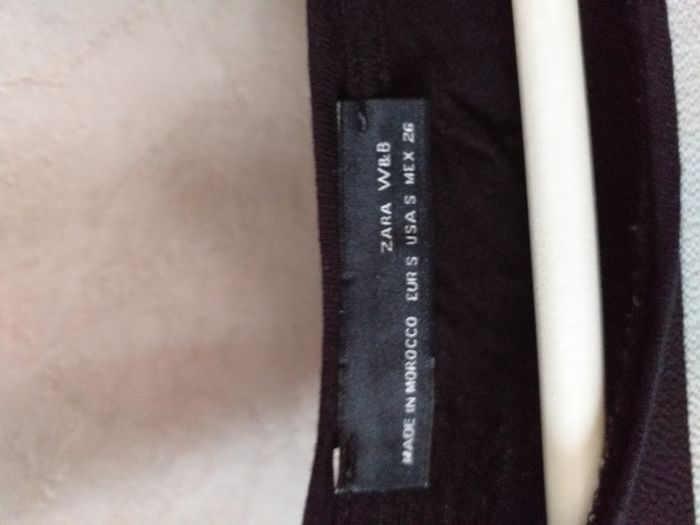 ZARA W&B
MADE IN MOROCCO EUR S USA S MEX 26